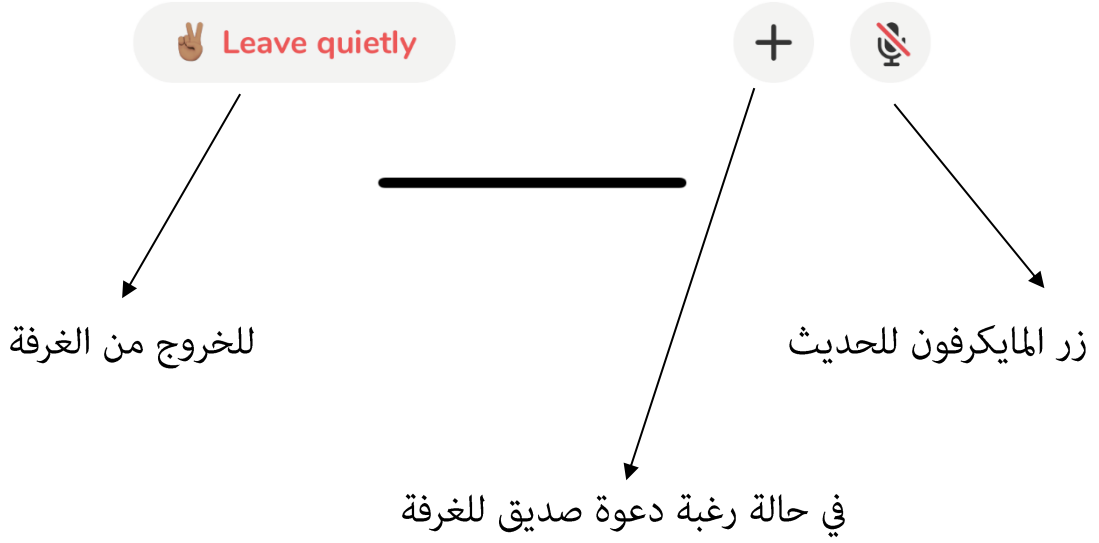 ✌🏽 Leave quietly
زر المايكرفون للحديث
للخروج من الغرفة
في حالة رغبة دعوة صديق للغرفة